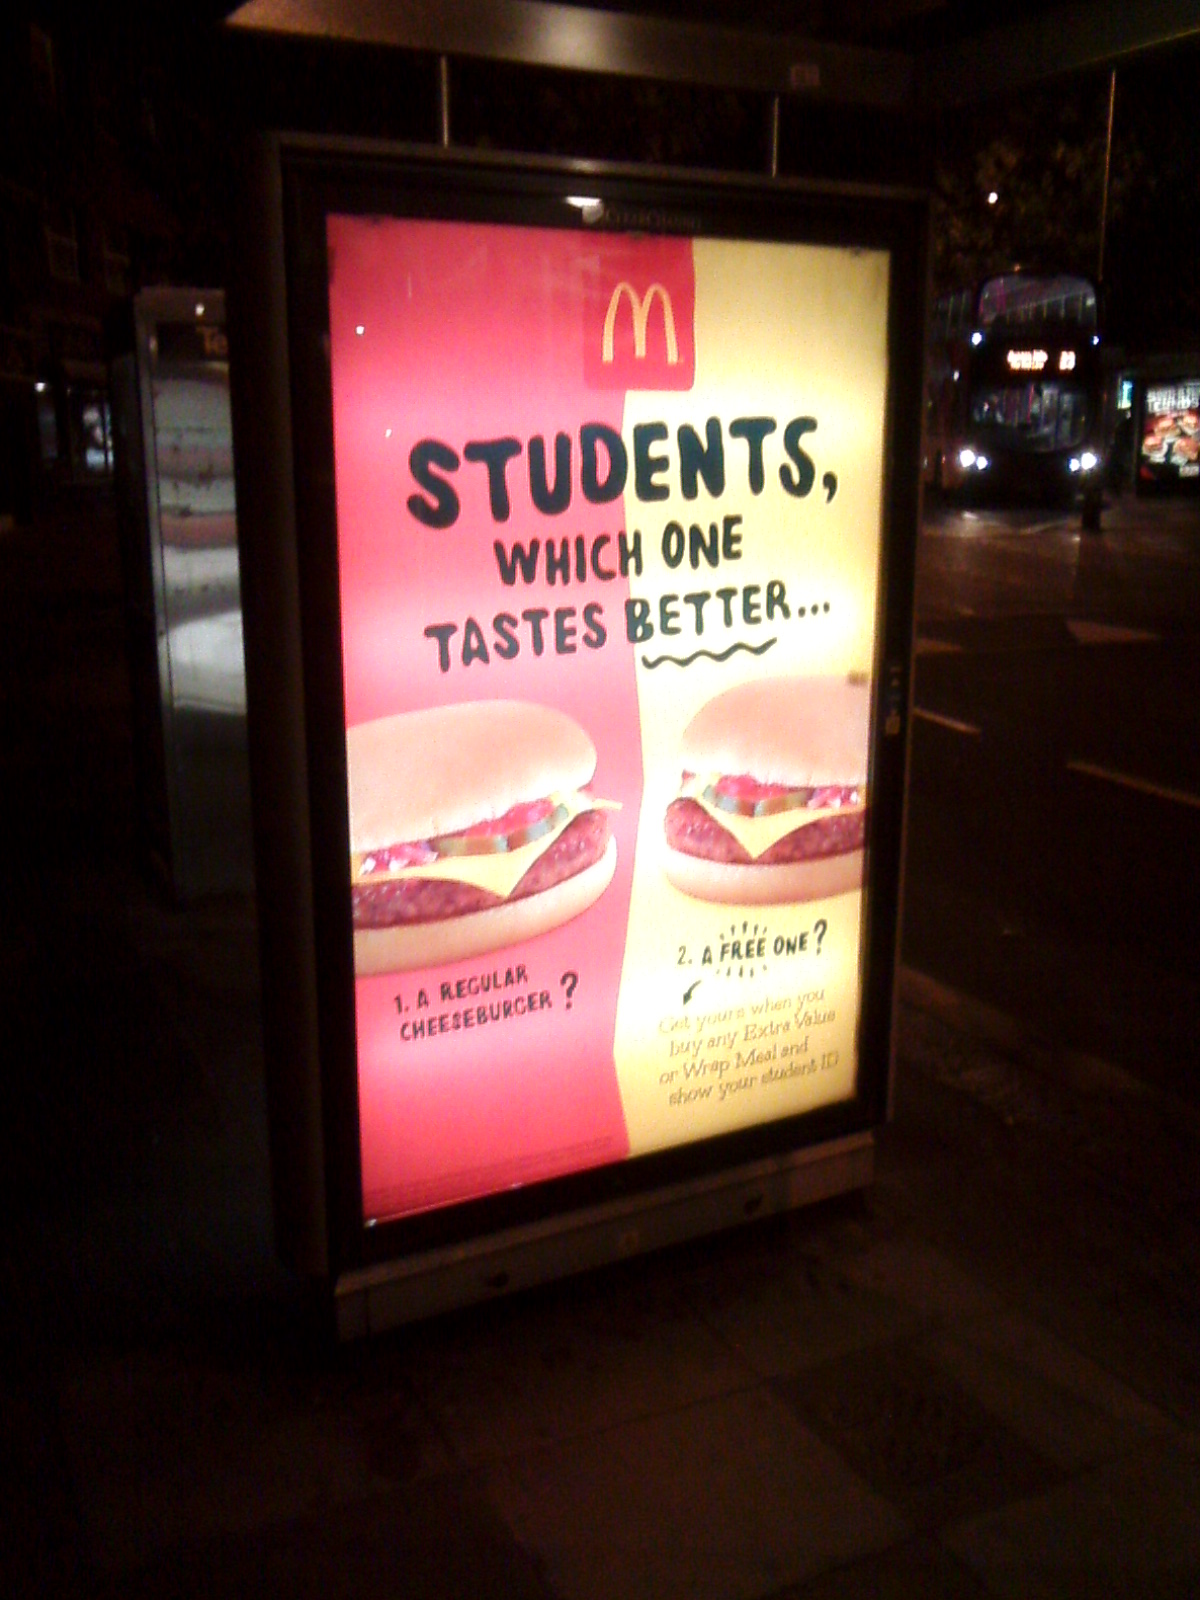 M
STUDENTS,
WHICH ONE
TASTES BETTER...
1. A REGULAR
CHEESEBURGER ?
2. A FREE ONE ?
Get yours when you
buy any Extra Value
or Wrap Meal and
show your student ID
Te